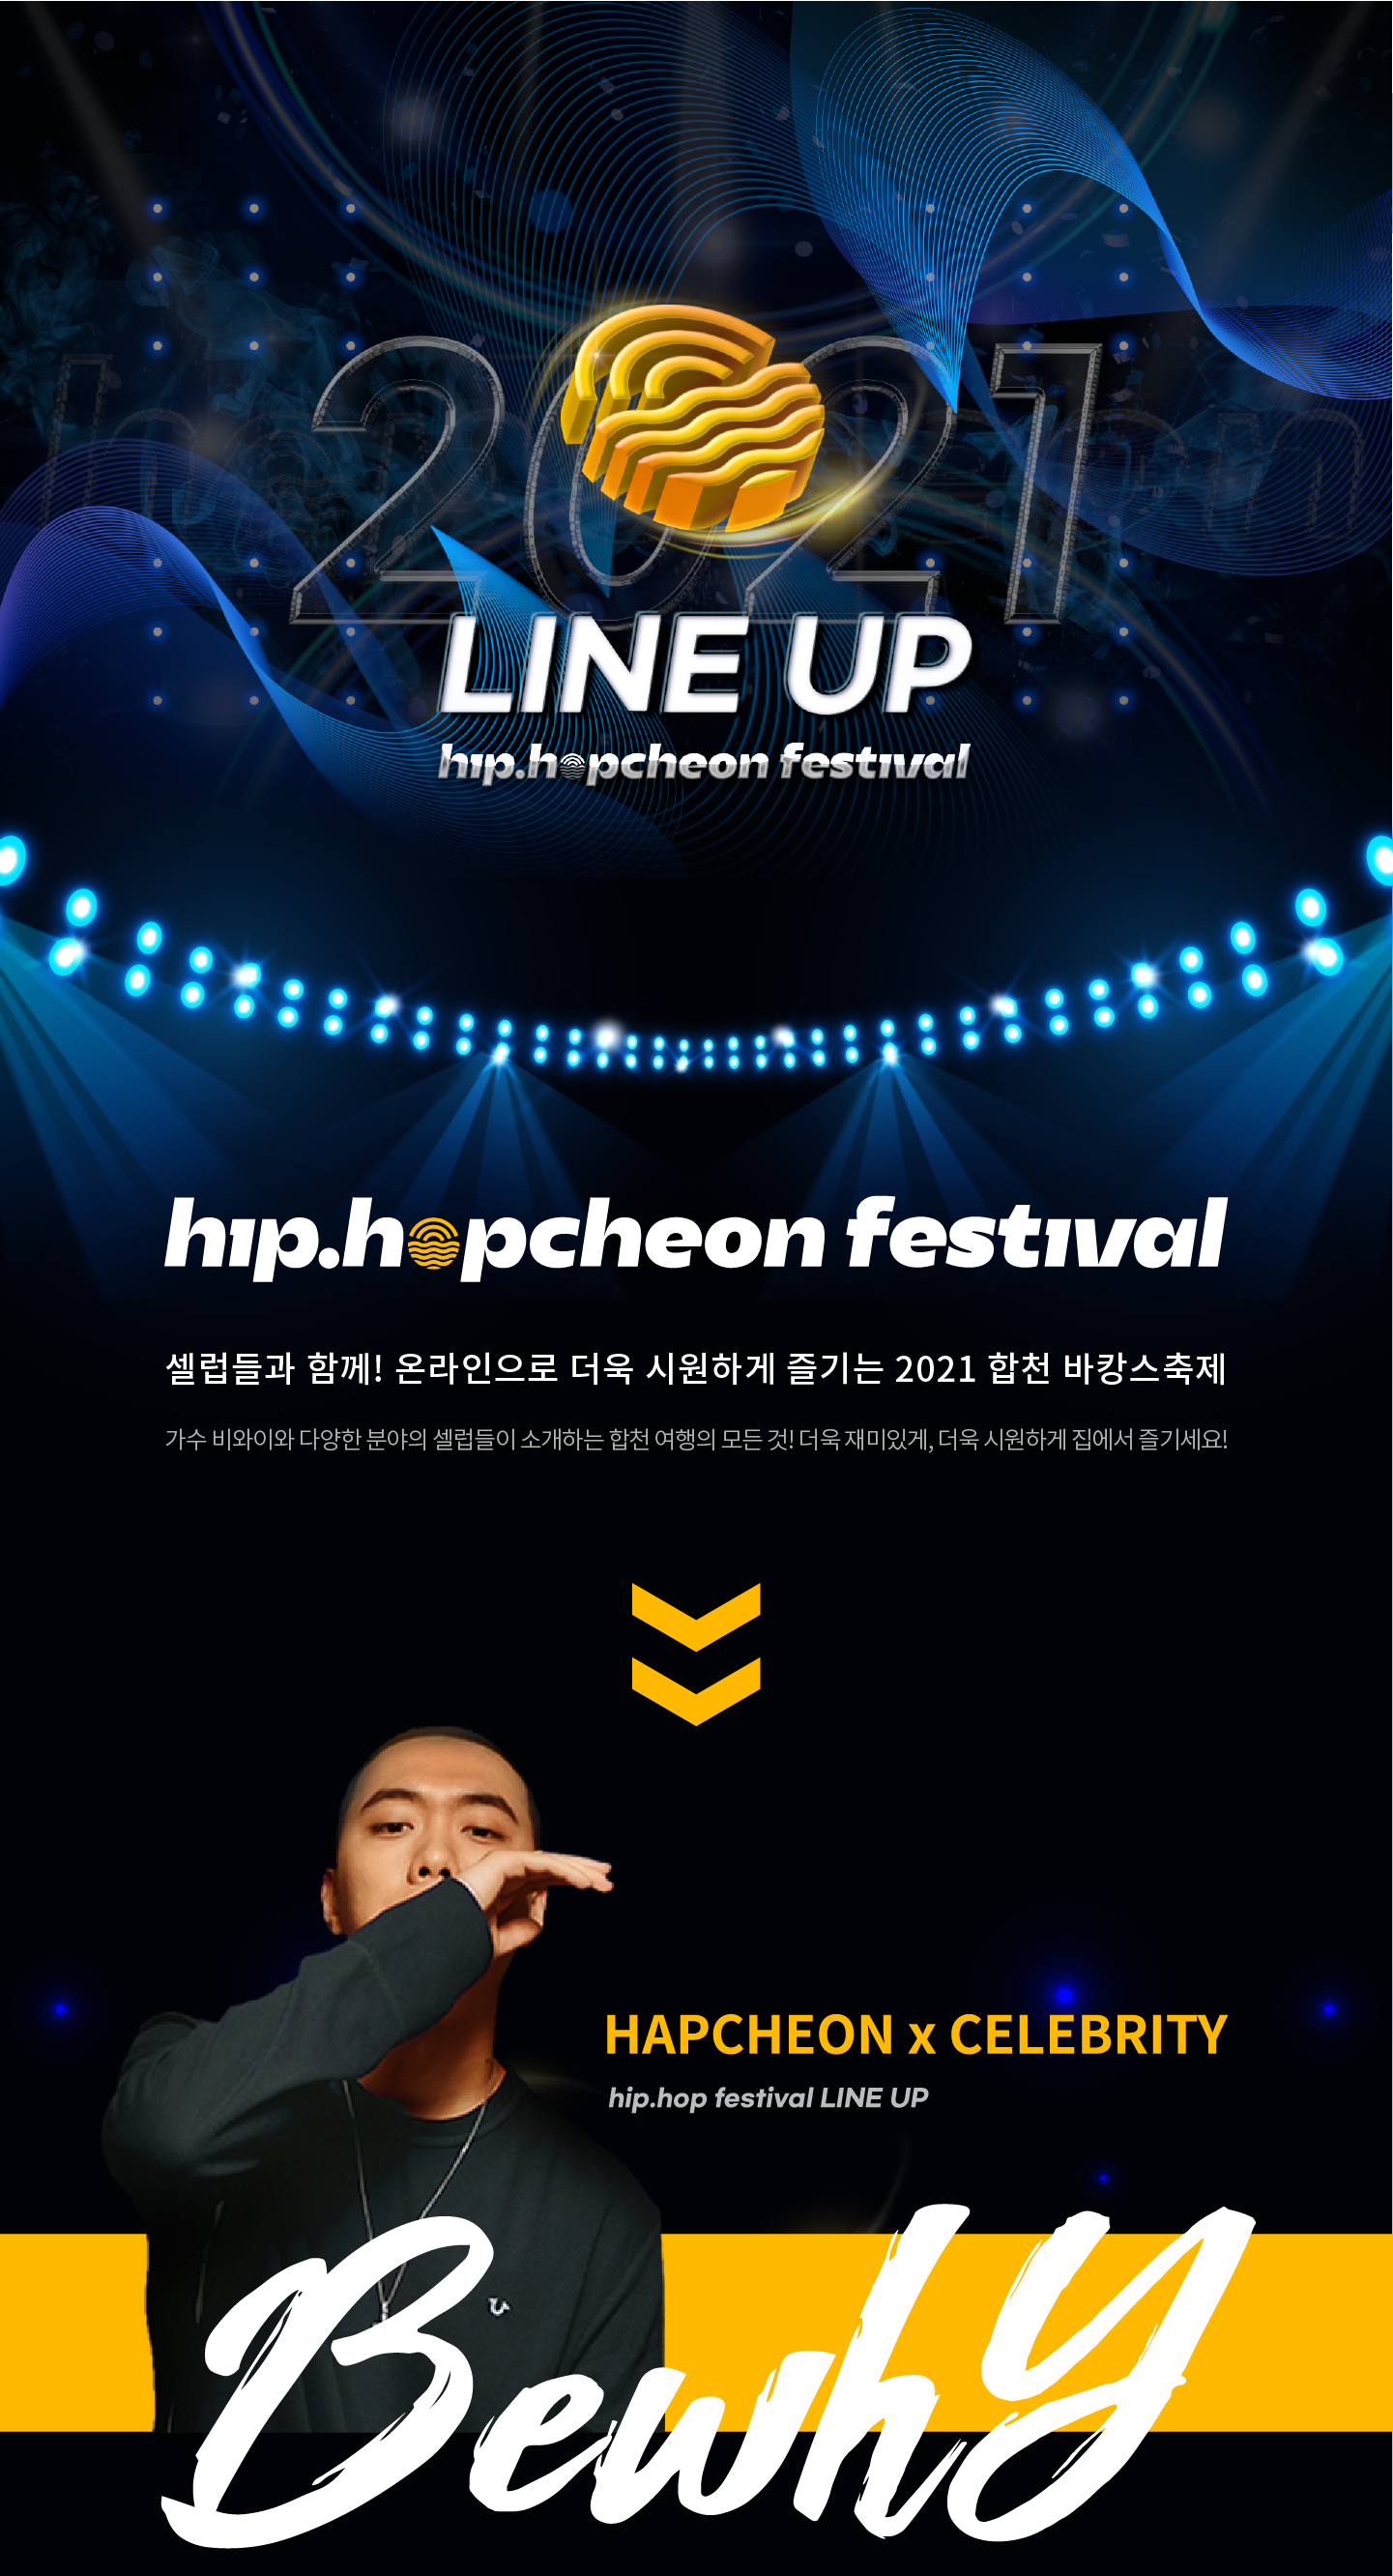 2021
LINE UP
hip.hopcheon festival
hip.hopcheon festival
셀럽들과 함께! 온라인으로 더욱 시원하게 즐기는 2021 합천 바캉스축제
가수 비와이와 다양한 분야의 셀럽들이 소개하는 합천 여행의 모든 것! 더욱 재미있게, 더욱 시원하게 집에서 즐기세요!
HAPCHEON x CELEBRITY
hip.hop festival LINE UP
BewhY